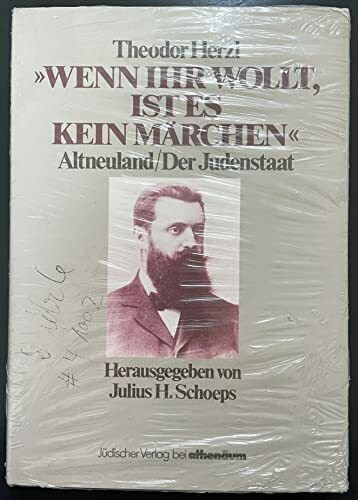 Theodor Herzl
»WENN IHR WOLLT,
IST ES
KEIN MÄRCHEN«
Altneuland/Der Judenstaat
# 4
Herausgegeben von
Julius H. Schoeps
Jüdischer Verlag bei athenäum